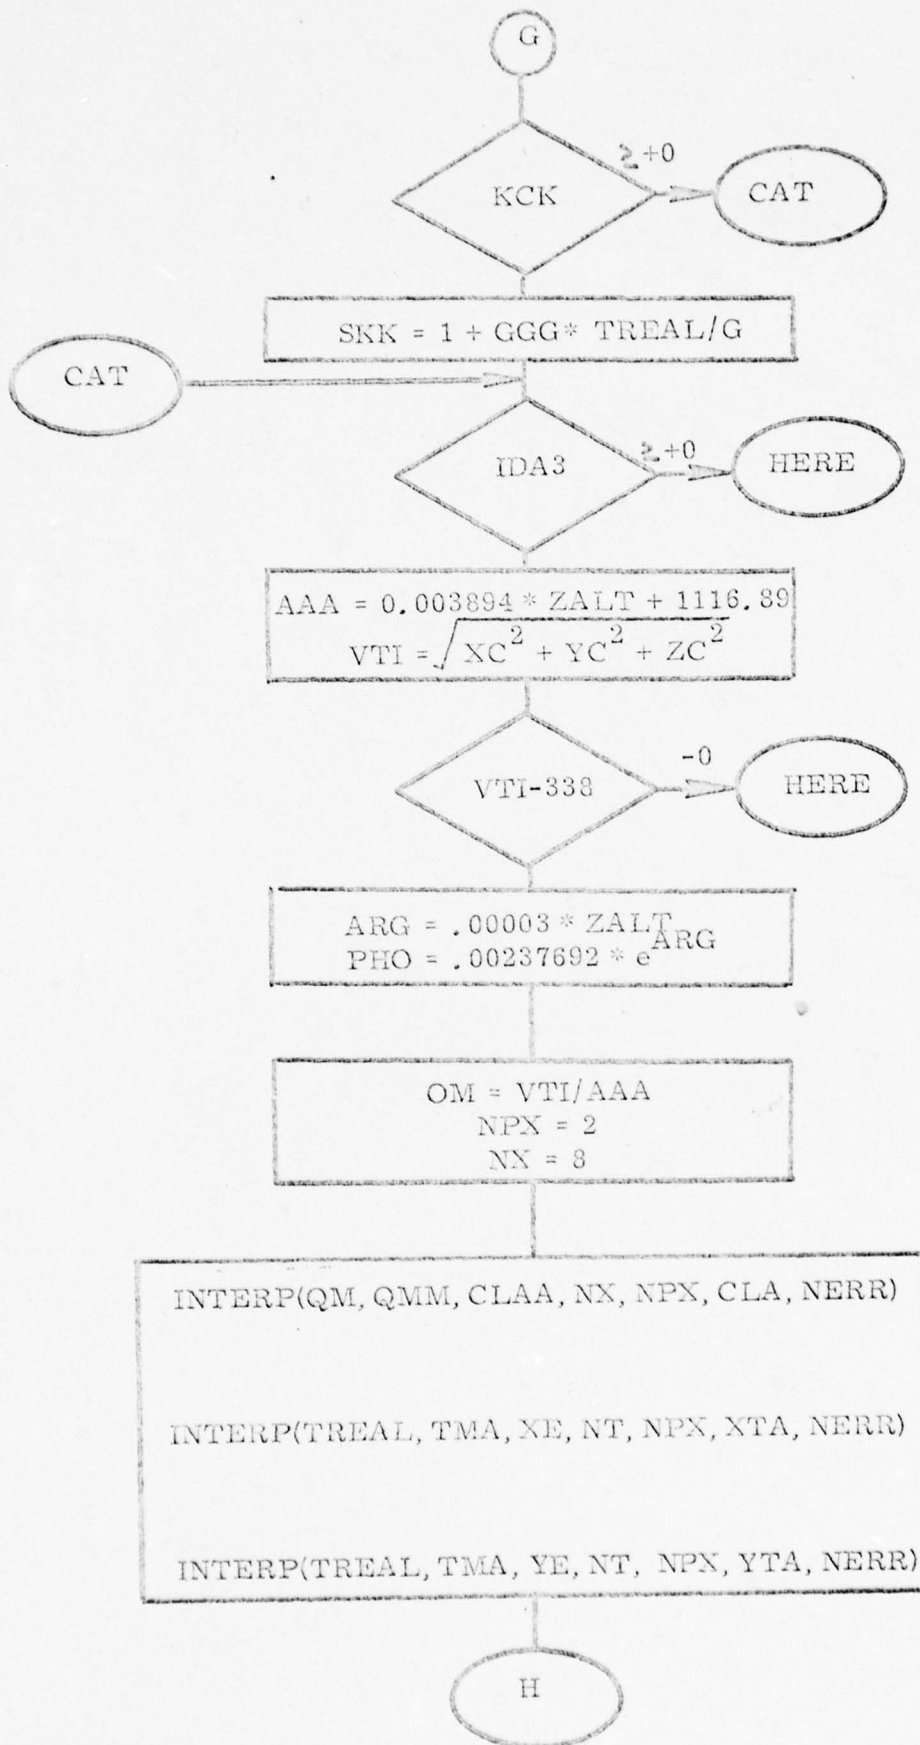 G
≥+0
KCK
CAT
SKK = 1 + GGG* TREAL/G
CAT
≥+0
IDA3
HERE
AAA = 0.003894 * ZALT + 1116.89
VTI = √XC² + YC² + ZC²
-0
VTI-338
HERE
ARG = .00003 * ZALT
PHO = .00237692 * e^ARG
OM = VTI/AAA
NPX = 2
NX = 8
INTERP(QM, QMM, CLAA, NX, NPX, CLA, NERR)
INTERP(TREAL, TMA, XE, NT, NPX, XTA, NERR)
INTERP(TREAL, TMA, YE, NT, NPX, YTA, NERR)
H